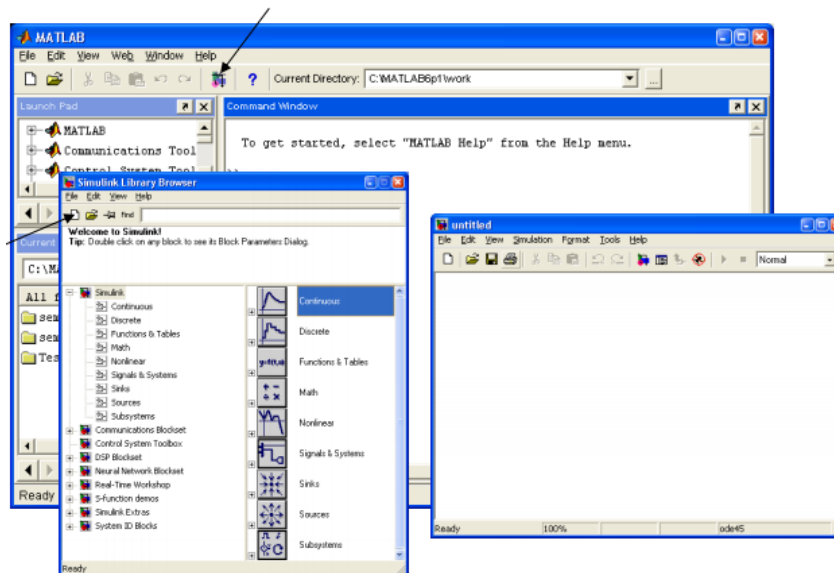 MATLAB
File Edit View Web Window Help
? Current Directory: C:\MATLAB6p1\work ...
Launch Pad
MATLAB
Communications Tool
Control System Tool
Command Window
To get started, select "MATLAB Help" from the Help menu.
>>
Current
C:\MA
All f
sem
sem
Tes
Ready
Simulink Library Browser
File Edit View Help
Find
Welcome to Simulink!
Tip: Double click on any block to see its Block Parameters Dialog.
Simulink
Continuous
Discrete
Functions & Tables
Math
Nonlinear
Signals & Systems
Sinks
Sources
Subsystems
Communications Blockset
Control System Toolbox
DSP Blockset
Neural Network Blockset
Real-Time Workshop
S-function demos
Simulink Extras
System ID Blocks
Continuous
Discrete
Functions & Tables
Math
Nonlinear
Signals & Systems
Sinks
Sources
Subsystems
Ready
untitled
File Edit View Simulation Format Tools Help
Normal
Ready 100% ode45